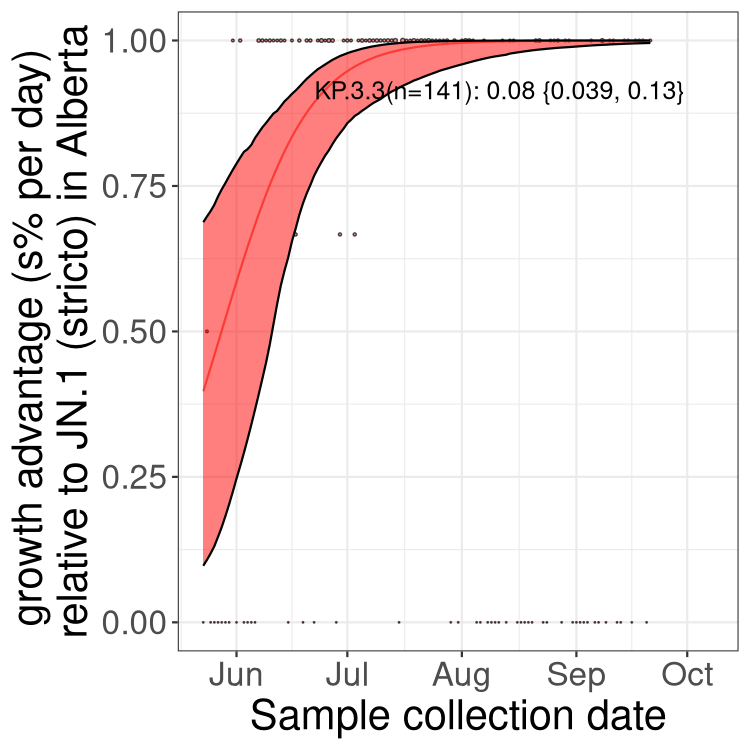 growth advantage (s% per day)
relative to JN.1 (stricto) in Alberta
1.00
0.75
0.50
0.25
0.00
KP.3.3(n=141): 0.08 {0.039, 0.13}
Jun Jul Aug Sep Oct
Sample collection date